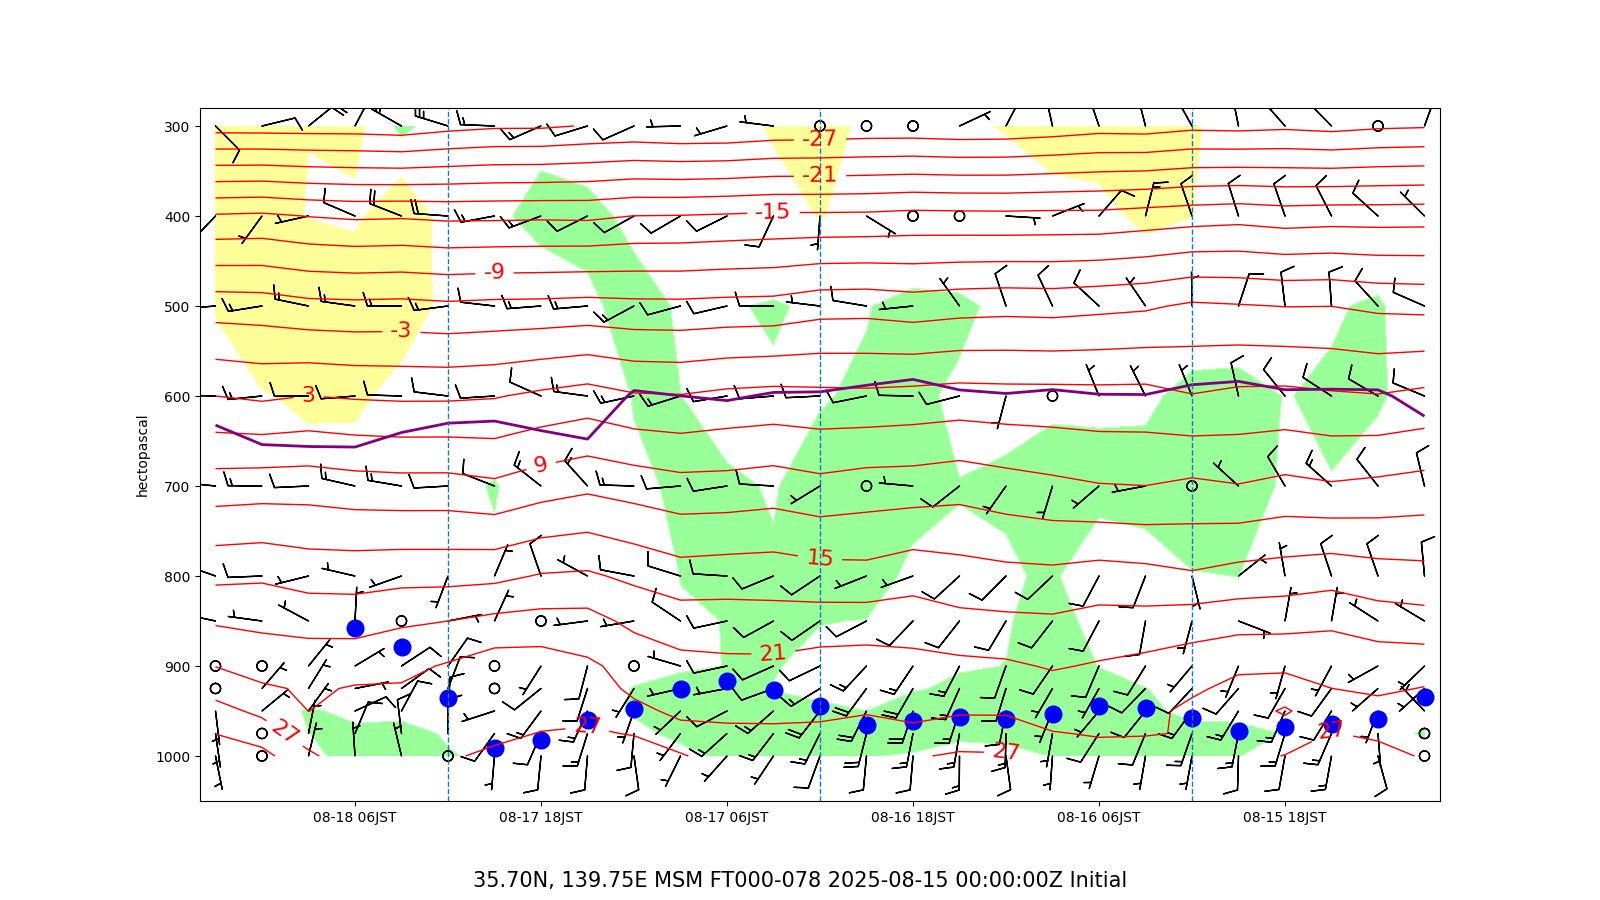 300
400
500
600
700
800
900
1000
hectopascal
-27
-21
-15
-9
-3
3
9
15
21
27
27
27
27
08-18 06JST
08-17 18JST
08-17 06JST
08-16 18JST
08-16 06JST
08-15 18JST
35.70N, 139.75E MSM FT000-078 2025-08-15 00:00:00Z Initial